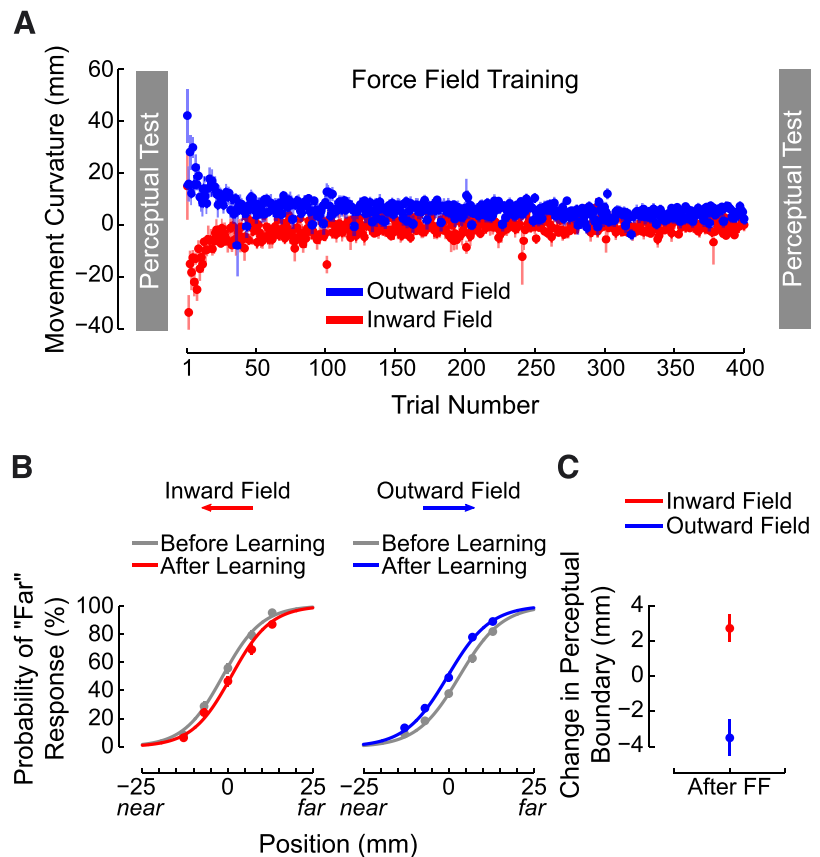 A
Movement Curvature (mm)
60
40
20
0
−20
−40
Perceptual Test
Force Field Training
Outward Field
Inward Field
Perceptual Test
1 50 100 150 200 250 300 350 400
Trial Number
B
Inward Field
Before Learning
After Learning
Outward Field
Before Learning
After Learning
Probability of "Far"
Response (%)
100
80
60
40
20
0
−25 0 25
near far
−25 0 25
near far
Position (mm)
C
Inward Field
Outward Field
Change in Perceptual
Boundary (mm)
4
2
0
−2
−4
After FF